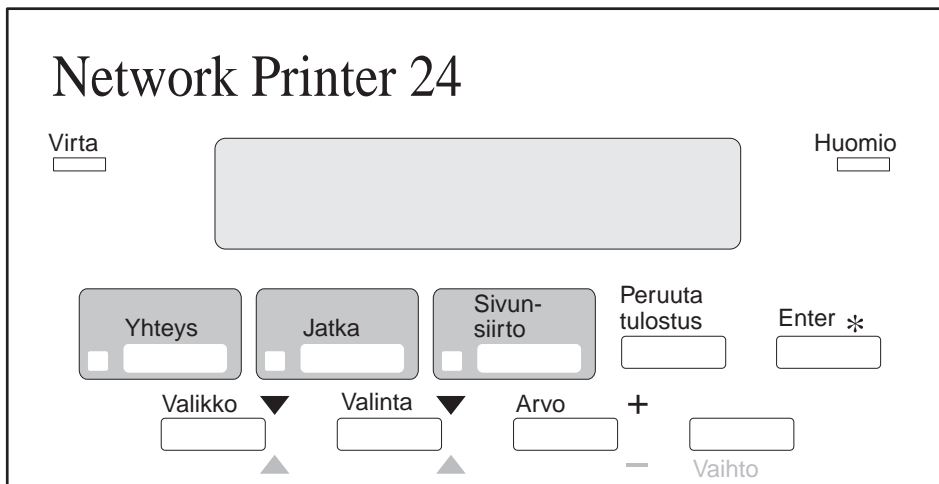 Network Printer 24
Virta
Huomio
Yhteys
Jatka
Sivun-
siirto
Peruuta
tulostus
Enter *
Valikko
Valinta
Arvo +
−
Vaihto